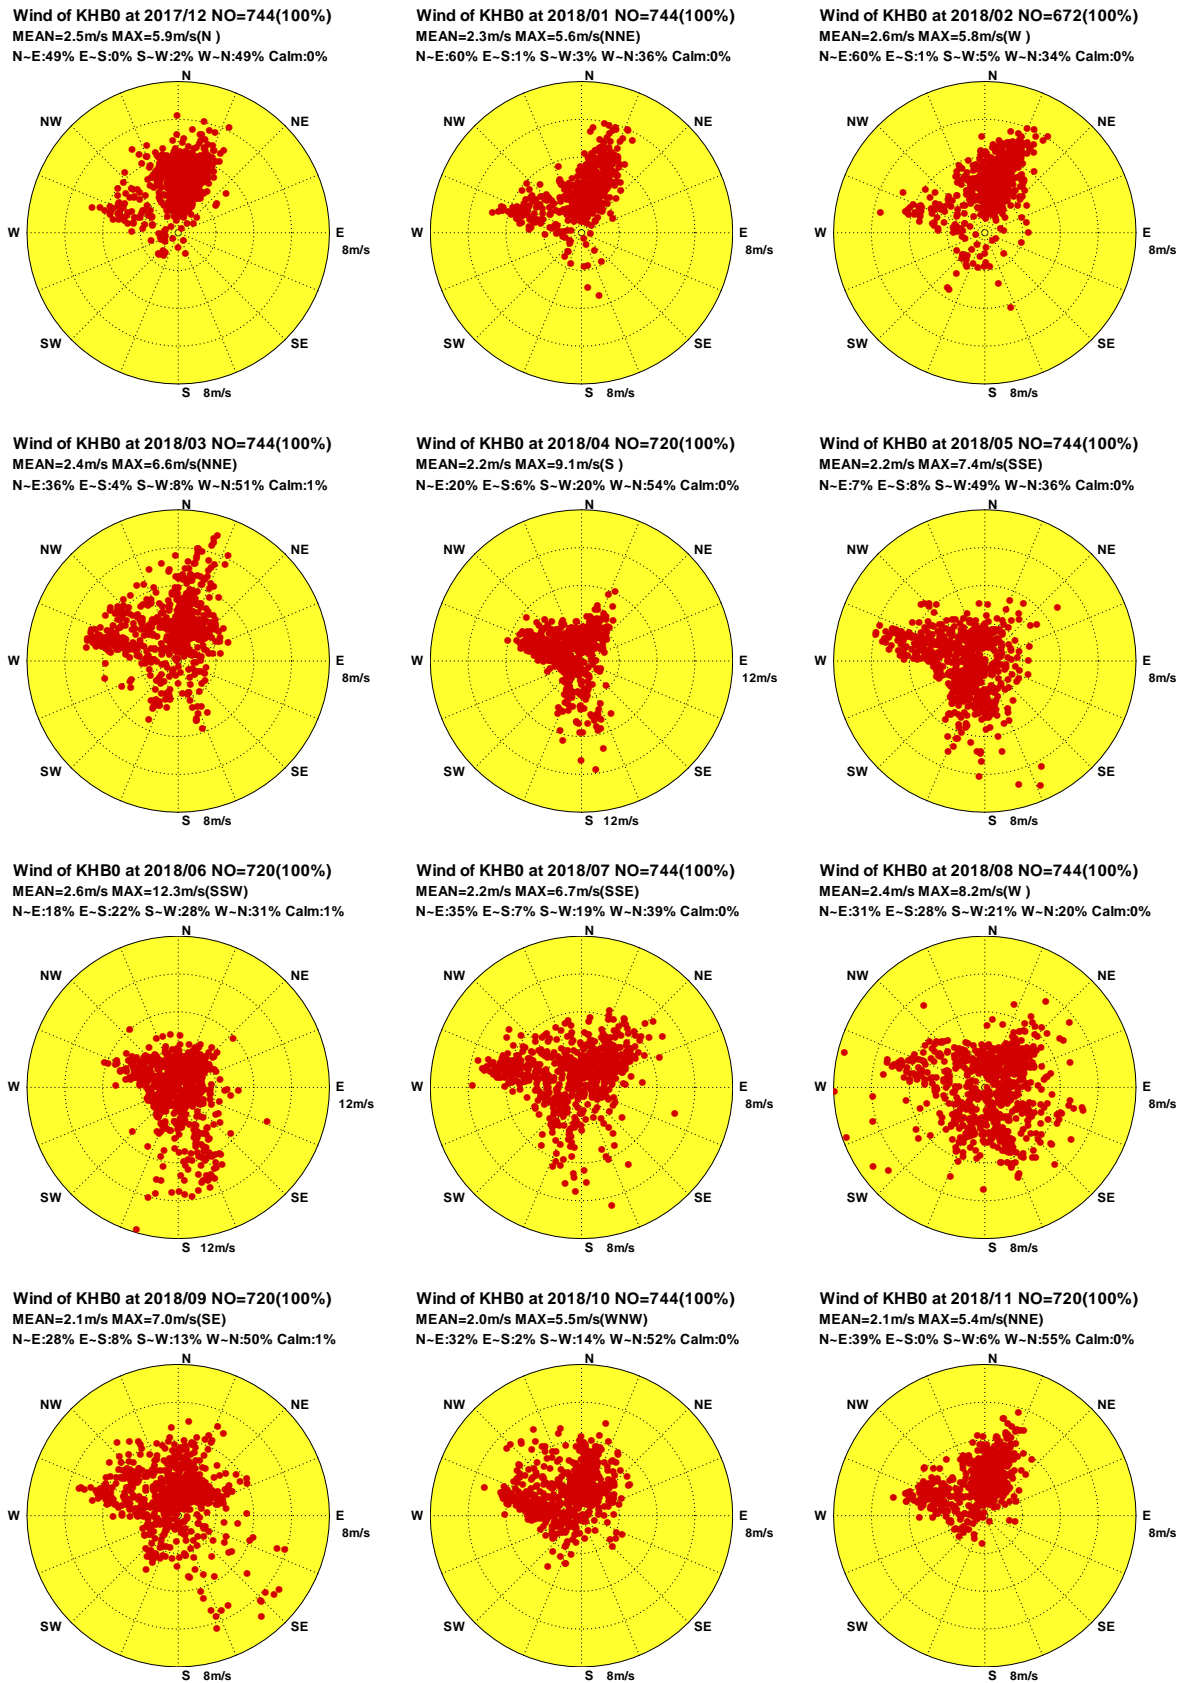 Wind of KHB0 at 2017/12 NO=744(100%)
MEAN=2.5m/s MAX=5.9m/s(N )
N~E:49% E~S:0% S~W:2% W~N:49% Calm:0%
N
NW NE
W E
8m/s
SW SE
S 8m/s
Wind of KHB0 at 2018/01 NO=744(100%)
MEAN=2.3m/s MAX=5.6m/s(NNE)
N~E:60% E~S:1% S~W:3% W~N:36% Calm:0%
N
NW NE
W E
8m/s
SW SE
S 8m/s
Wind of KHB0 at 2018/02 NO=672(100%)
MEAN=2.6m/s MAX=5.8m/s(W )
N~E:60% E~S:1% S~W:5% W~N:34% Calm:0%
N
NW NE
W E
8m/s
SW SE
S 8m/s
Wind of KHB0 at 2018/03 NO=744(100%)
MEAN=2.4m/s MAX=6.6m/s(NNE)
N~E:36% E~S:4% S~W:8% W~N:51% Calm:1%
N
NW NE
W E
8m/s
SW SE
S 8m/s
Wind of KHB0 at 2018/04 NO=720(100%)
MEAN=2.2m/s MAX=9.1m/s(S )
N~E:20% E~S:6% S~W:20% W~N:54% Calm:0%
N
NW NE
W E
12m/s
SW SE
S 12m/s
Wind of KHB0 at 2018/05 NO=744(100%)
MEAN=2.2m/s MAX=7.4m/s(SSE)
N~E:7% E~S:8% S~W:49% W~N:36% Calm:0%
N
NW NE
W E
8m/s
SW SE
S 8m/s
Wind of KHB0 at 2018/06 NO=720(100%)
MEAN=2.6m/s MAX=12.3m/s(SSW)
N~E:18% E~S:22% S~W:28% W~N:31% Calm:1%
N
NW NE
W E
12m/s
SW SE
S 12m/s
Wind of KHB0 at 2018/07 NO=744(100%)
MEAN=2.2m/s MAX=6.7m/s(SSE)
N~E:35% E~S:7% S~W:19% W~N:39% Calm:0%
N
NW NE
W E
8m/s
SW SE
S 8m/s
Wind of KHB0 at 2018/08 NO=744(100%)
MEAN=2.4m/s MAX=8.2m/s(W )
N~E:31% E~S:28% S~W:21% W~N:20% Calm:0%
N
NW NE
W E
8m/s
SW SE
S 8m/s
Wind of KHB0 at 2018/09 NO=720(100%)
MEAN=2.1m/s MAX=7.0m/s(SE)
N~E:28% E~S:8% S~W:13% W~N:50% Calm:1%
N
NW NE
W E
8m/s
SW SE
S 8m/s
Wind of KHB0 at 2018/10 NO=744(100%)
MEAN=2.0m/s MAX=5.5m/s(WNW)
N~E:32% E~S:2% S~W:14% W~N:52% Calm:0%
N
NW NE
W E
8m/s
SW SE
S 8m/s
Wind of KHB0 at 2018/11 NO=720(100%)
MEAN=2.1m/s MAX=5.4m/s(NNE)
N~E:39% E~S:0% S~W:6% W~N:55% Calm:0%
N
NW NE
W E
8m/s
SW SE
S 8m/s